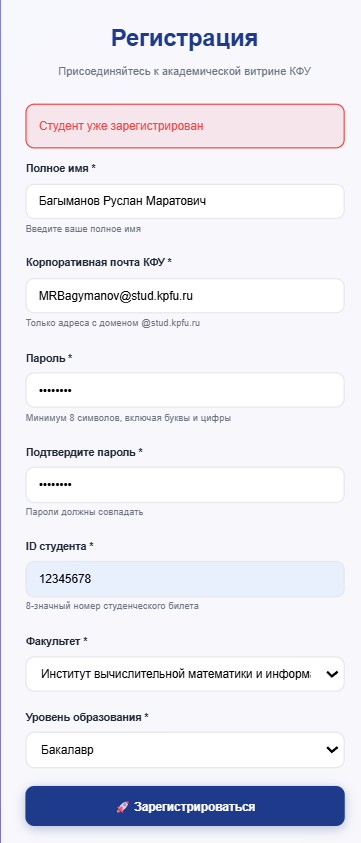 Регистрация
Присоединяйтесь к академической витрине КФУ
Студент уже зарегистрирован
Полное имя *
Багыманов Руслан Маратович
Введите ваше полное имя
Корпоративная почта КФУ *
MRBagymanov@stud.kpfu.ru
Только адреса с доменом @stud.kpfu.ru
Пароль *
••••••••
Минимум 8 символов, включая буквы и цифры
Подтвердите пароль *
••••••••
Пароли должны совпадать
ID студента *
12345678
8-значный номер студенческого билета
Факультет *
Институт вычислительной математики и информ
Уровень образования *
Бакалавр
🚀 Зарегистрироваться